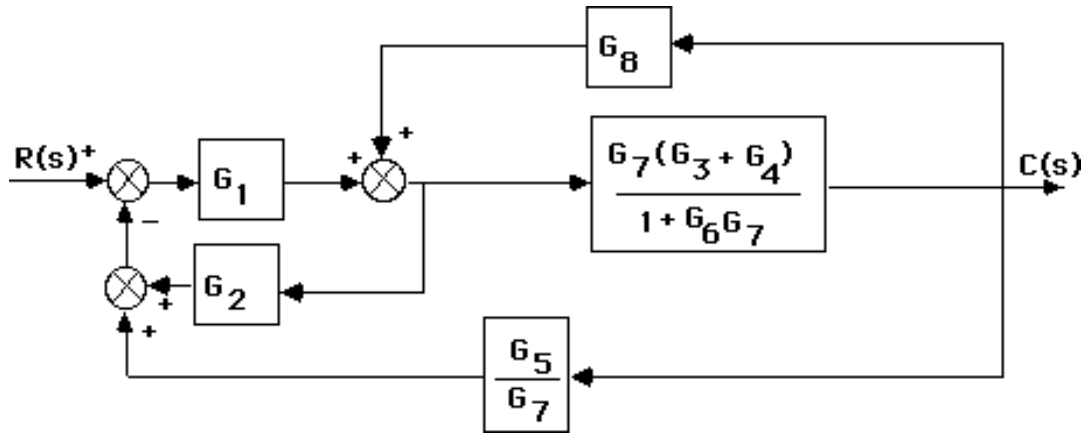 G8
+
R(s)+
G1
+
G7(G3 + G4)
1 + G6G7
C(s)
−
G2
+
+
G5
G7